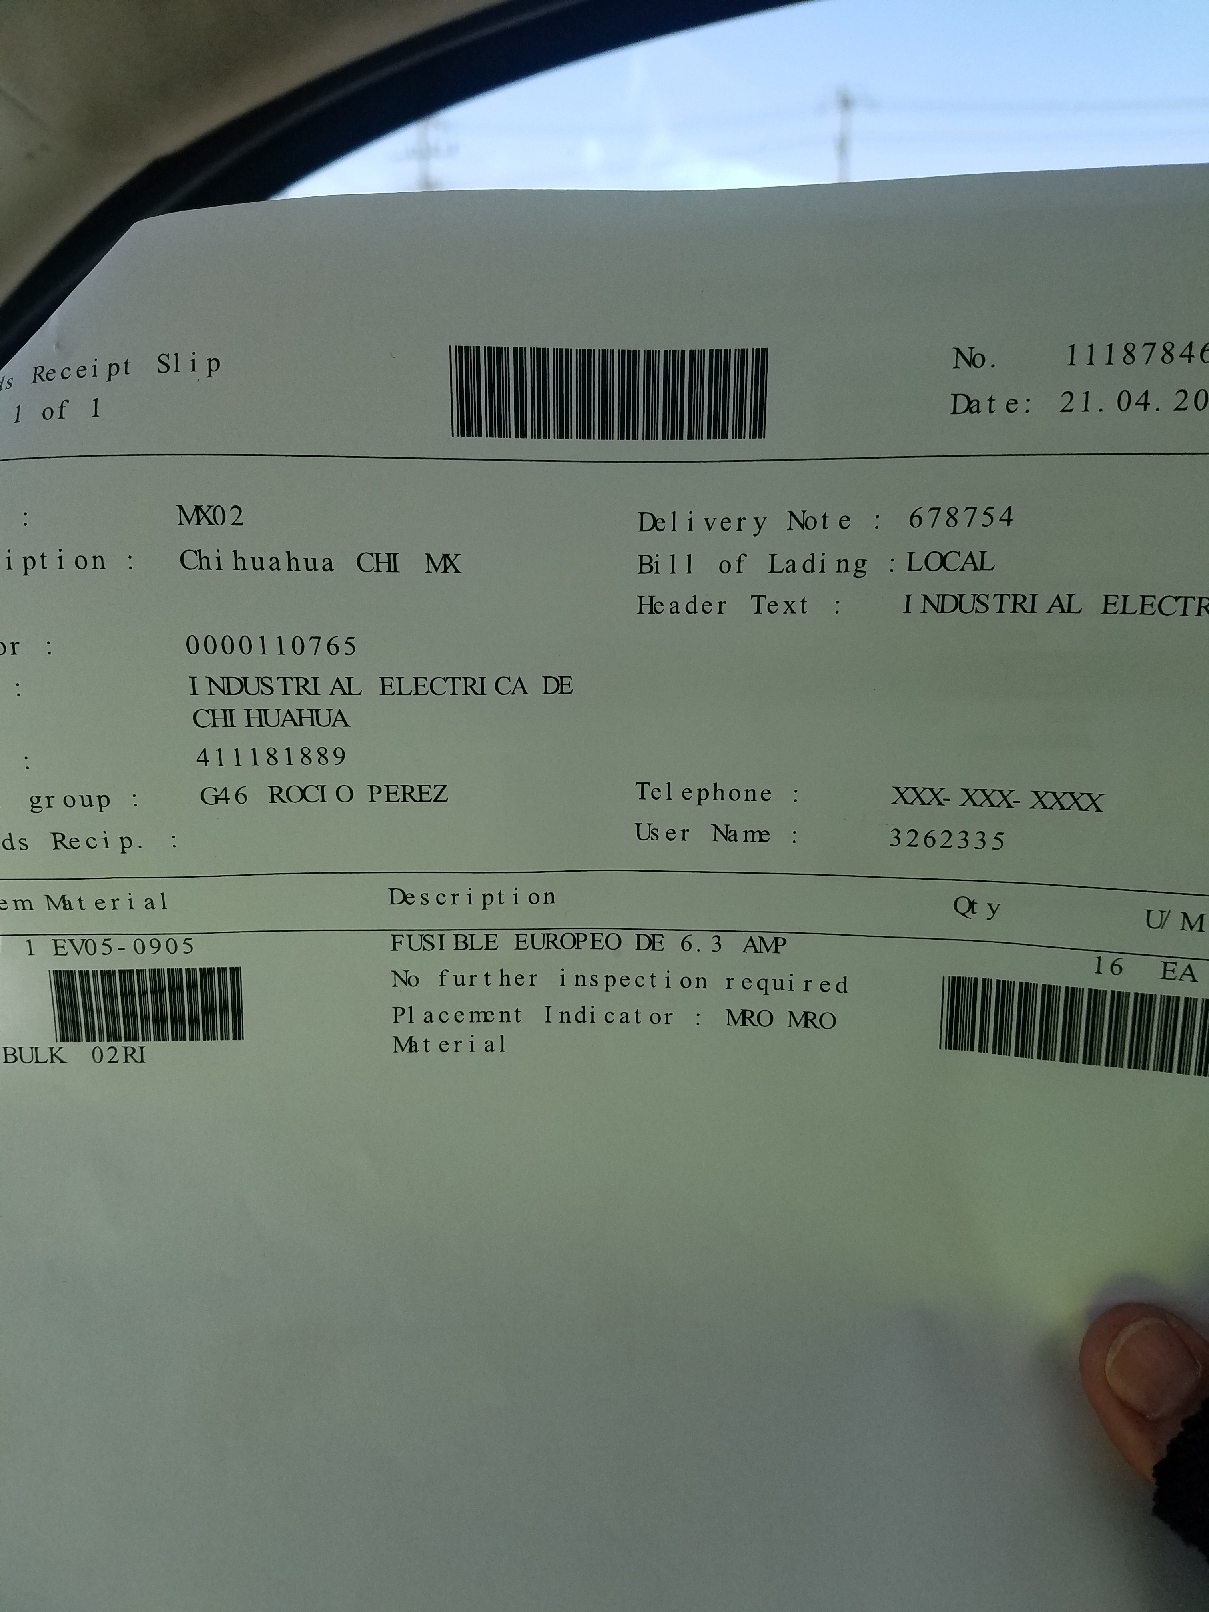 ds Receipt Slip
1 of 1
No. 11187846
Date: 21.04.20
: MX02
Delivery Note : 678754
iption : Chihuahua CHI MX
Bill of Lading : LOCAL
Header Text : INDUSTRIAL ELECTR
or : 0000110765
: INDUSTRIAL ELECTRICA DE
CHIHUAHUA
: 411181889
group : G46 ROCIO PEREZ
Telephone : XXX-XXX-XXXX
ds Recip. :
User Name : 3262335
em Material Description Qty U/M
1 EV05-0905 FUSIBLE EUROPEO DE 6.3 AMP 16 EA
No further inspection required
Placement Indicator : MRO MRO
Material
BULK 02RI